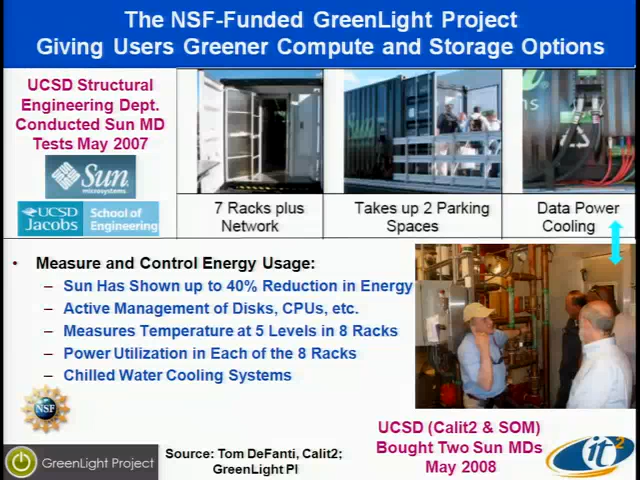 The NSF-Funded GreenLight Project
Giving Users Greener Compute and Storage Options
UCSD Structural
Engineering Dept.
Conducted Sun MD
Tests May 2007
Sun
microsystems
UCSD
Jacobs
School of
Engineering
7 Racks plus
Network
Takes up 2 Parking
Spaces
Data Power
Cooling
• Measure and Control Energy Usage:
– Sun Has Shown up to 40% Reduction in Energy
– Active Management of Disks, CPUs, etc.
– Measures Temperature at 5 Levels in 8 Racks
– Power Utilization in Each of the 8 Racks
– Chilled Water Cooling Systems
NSF
UCSD (Calit2 & SOM)
Bought Two Sun MDs
May 2008
GreenLight Project
Source: Tom DeFanti, Calit2;
GreenLight PI
it2